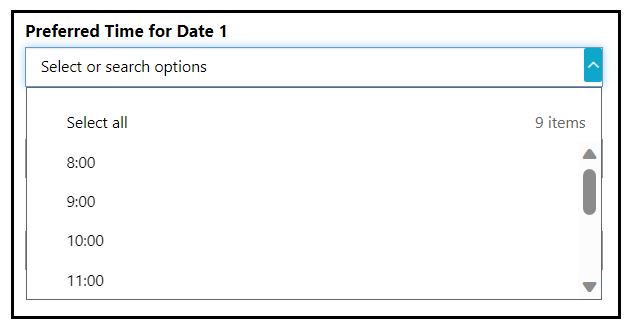 Preferred Time for Date 1
Select or search options
Select all 9 items
8:00
9:00
10:00
11:00